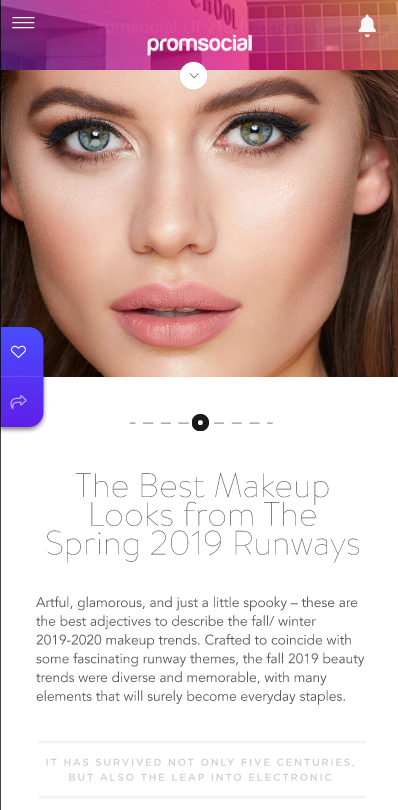 SCHOOL
promsocial
The Best Makeup
Looks from The
Spring 2019 Runways
Artful, glamorous, and just a little spooky – these are
the best adjectives to describe the fall/ winter
2019-2020 makeup trends. Crafted to coincide with
some fascinating runway themes, the fall 2019 beauty
trends were diverse and memorable, with many
elements that will surely become everyday staples.
IT HAS SURVIVED NOT ONLY FIVE CENTURIES,
BUT ALSO THE LEAP INTO ELECTRONIC